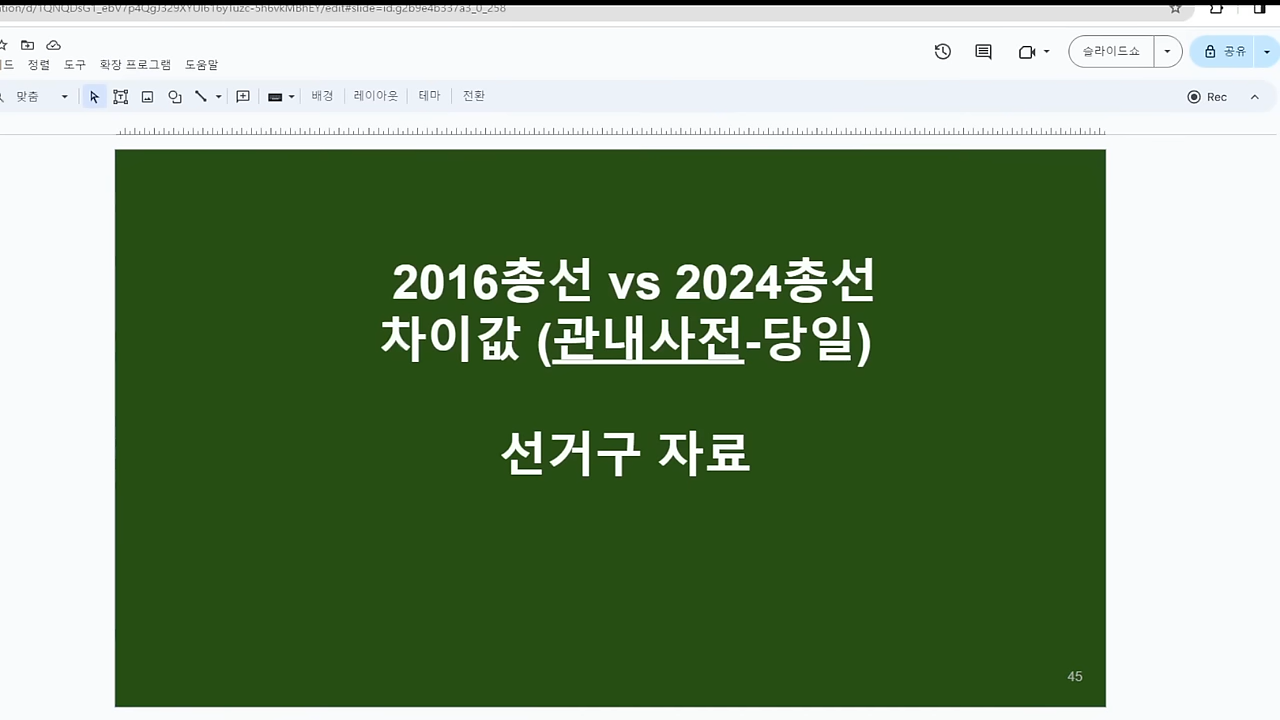 정렬 도구 확장 프로그램 도움말
슬라이드쇼
공유
맞춤
배경 레이아웃 테마 전환
Rec
2016총선 vs 2024총선
차이값 (관내사전-당일)
선거구 자료
45